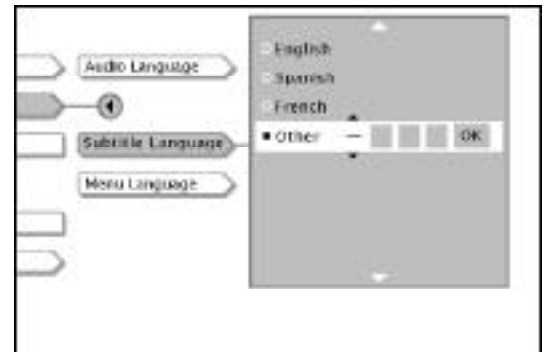 Audio Language
Subtitle Language
Menu Language
English
Spanish
French
Other
OK